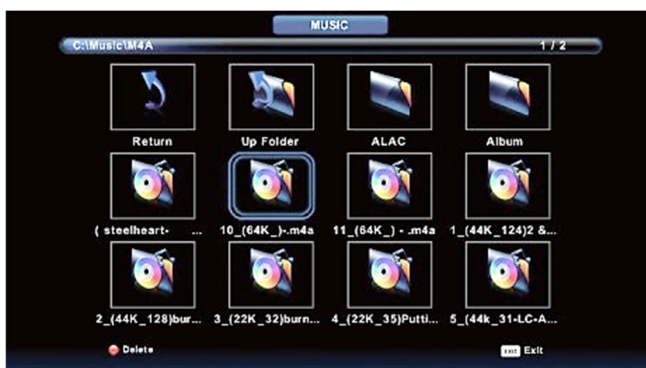 MUSIC
C:\Music\M4A 1 / 2
Return Up Folder ALAC Album
( steelheart- ... 10_(64K_)-.m4a 11_(64K_) - .m4a 1_(44K_124)2 &...
2_(44K_128)bur... 3_(22K_32)burn... 4_(22K_35)Putti... 5_(44k_31-LC-A...
Delete EXIT Exit